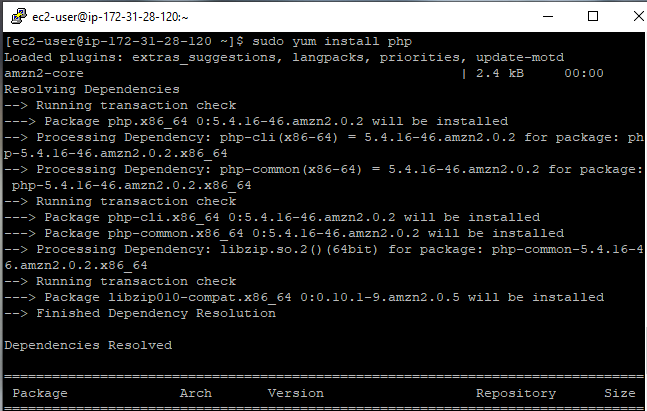 ec2-user@ip-172-31-28-120:~
[ec2-user@ip-172-31-28-120 ~]$ sudo yum install php
Loaded plugins: extras_suggestions, langpacks, priorities, update-motd
amzn2-core                                               | 2.4 kB     00:00
Resolving Dependencies
--> Running transaction check
---> Package php.x86_64 0:5.4.16-46.amzn2.0.2 will be installed
--> Processing Dependency: php-cli(x86-64) = 5.4.16-46.amzn2.0.2 for package: ph
p-5.4.16-46.amzn2.0.2.x86_64
--> Processing Dependency: php-common(x86-64) = 5.4.16-46.amzn2.0.2 for package:
 php-5.4.16-46.amzn2.0.2.x86_64
--> Running transaction check
---> Package php-cli.x86_64 0:5.4.16-46.amzn2.0.2 will be installed
---> Package php-common.x86_64 0:5.4.16-46.amzn2.0.2 will be installed
--> Processing Dependency: libzip.so.2()(64bit) for package: php-common-5.4.16-4
6.amzn2.0.2.x86_64
--> Running transaction check
---> Package libzip010-compat.x86_64 0:0.10.1-9.amzn2.0.5 will be installed
--> Finished Dependency Resolution

Dependencies Resolved

================================================================================
 Package              Arch       Version                   Repository      Size
================================================================================